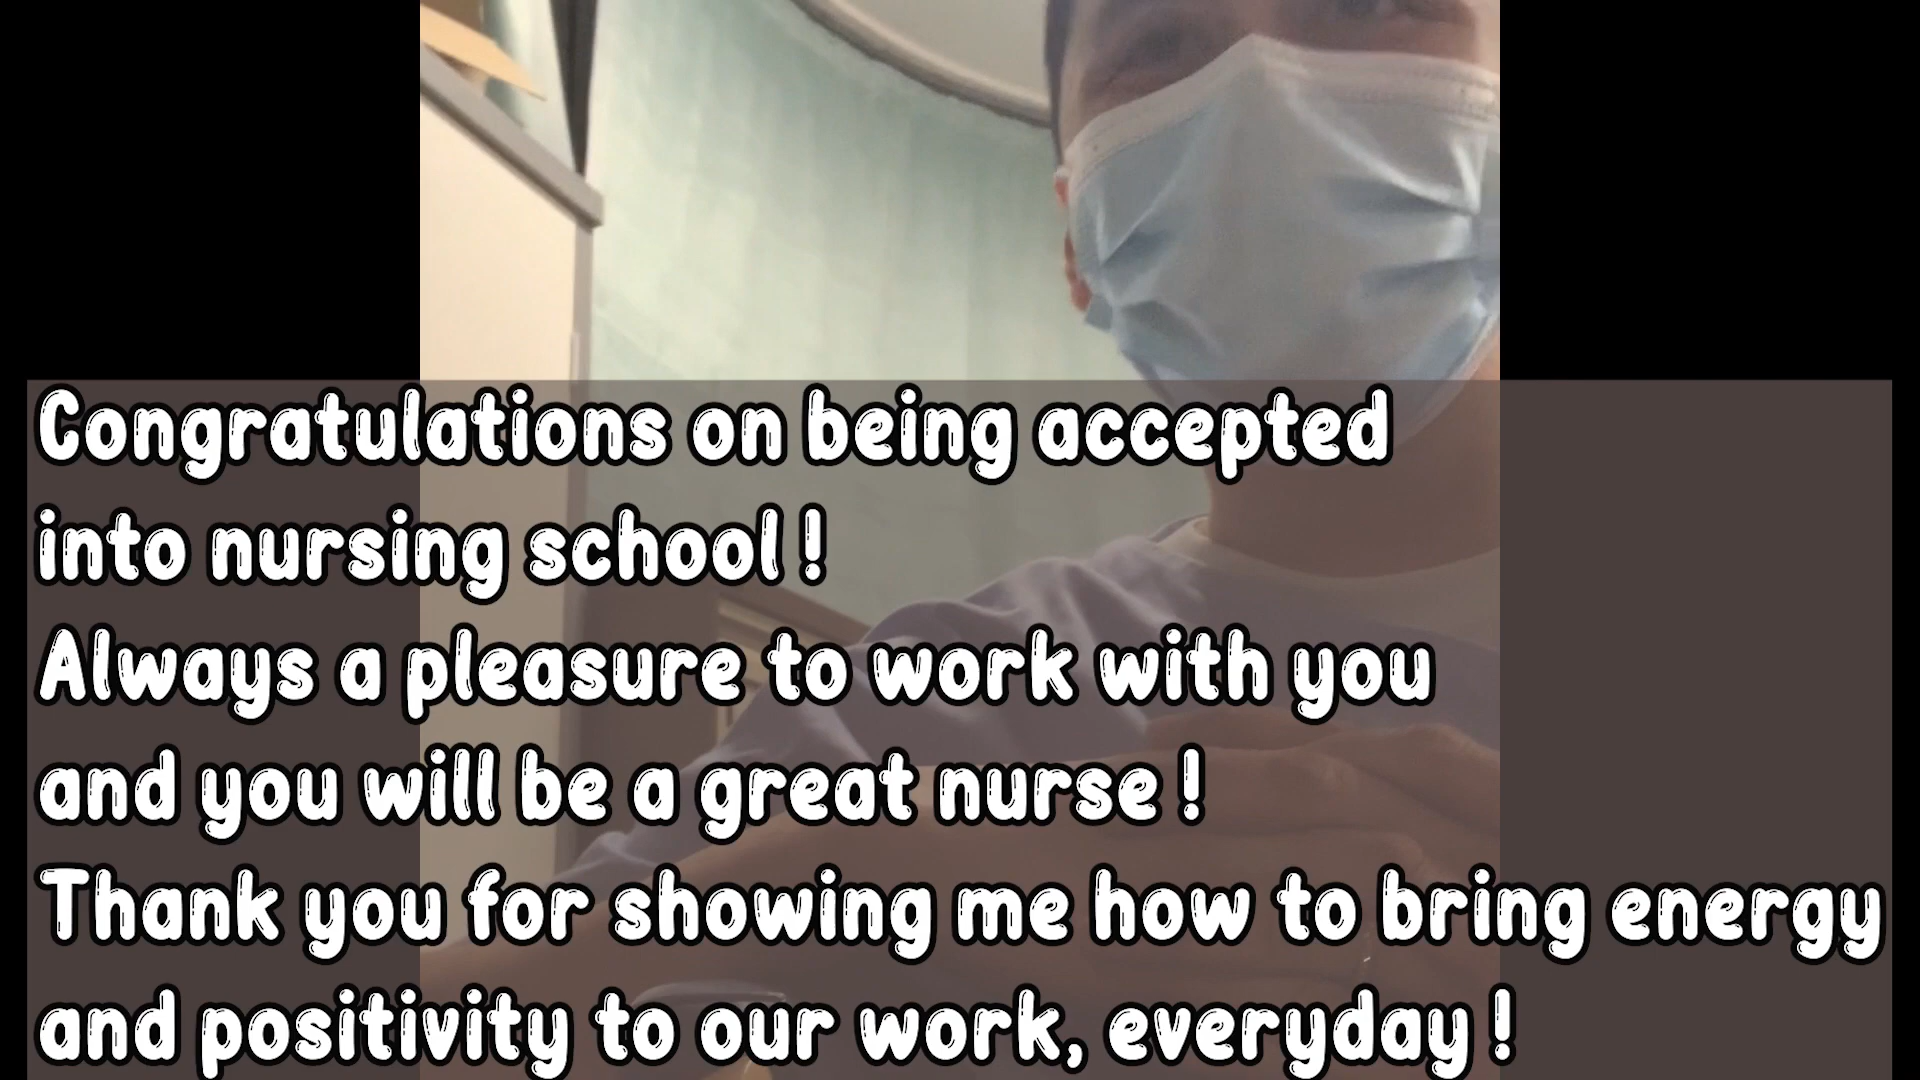 Congratulations on being accepted
into nursing school !
Always a pleasure to work with you
and you will be a great nurse !
Thank you for showing me how to bring energy
and positivity to our work, everyday !